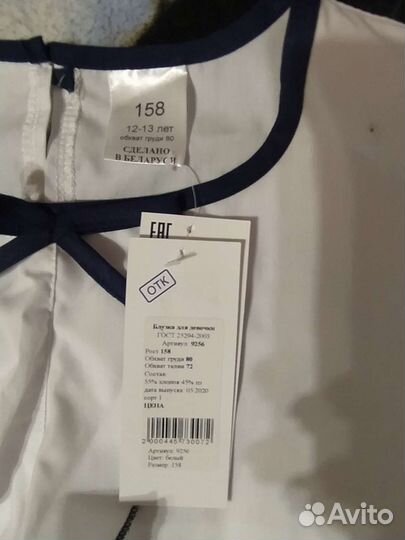 158
12-13 лет
обхват груди 80
СДЕЛАНО
В БЕЛАРУСИ
ЕАС
ОТК
Блузка для девочки
ГОСТ 25294-2003
Артикул: 9256
Рост 158
Обхват груди 80
Обхват талии 72
Состав:
55% хлопок 45% пэ
дата выпуска: 05.2020
сорт 1
ЦЕНА
2000445730072
Артикул: 9256
Цвет: белый
Размер: 158
Avito